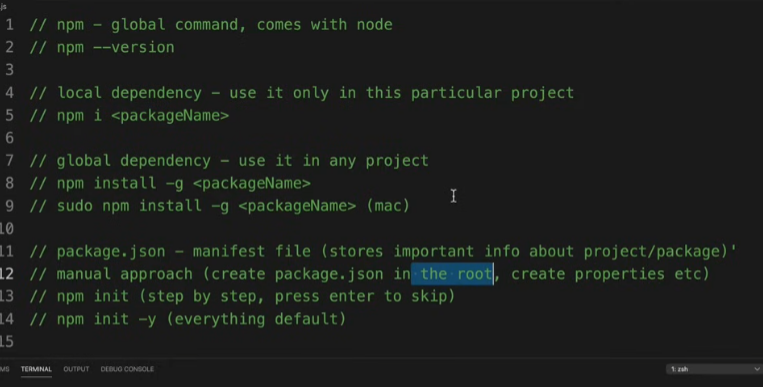 .js
1 // npm - global command, comes with node
2 // npm --version
3
4 // local dependency - use it only in this particular project
5 // npm i <packageName>
6
7 // global dependency - use it in any project
8 // npm install -g <packageName>
9 // sudo npm install -g <packageName> (mac)
10
11 // package.json - manifest file (stores important info about project/package)'
12 // manual approach (create package.json in the root, create properties etc)
13 // npm init (step by step, press enter to skip)
14 // npm init -y (everything default)
15
MS TERMINAL OUTPUT DEBUG CONSOLE 1: zsh